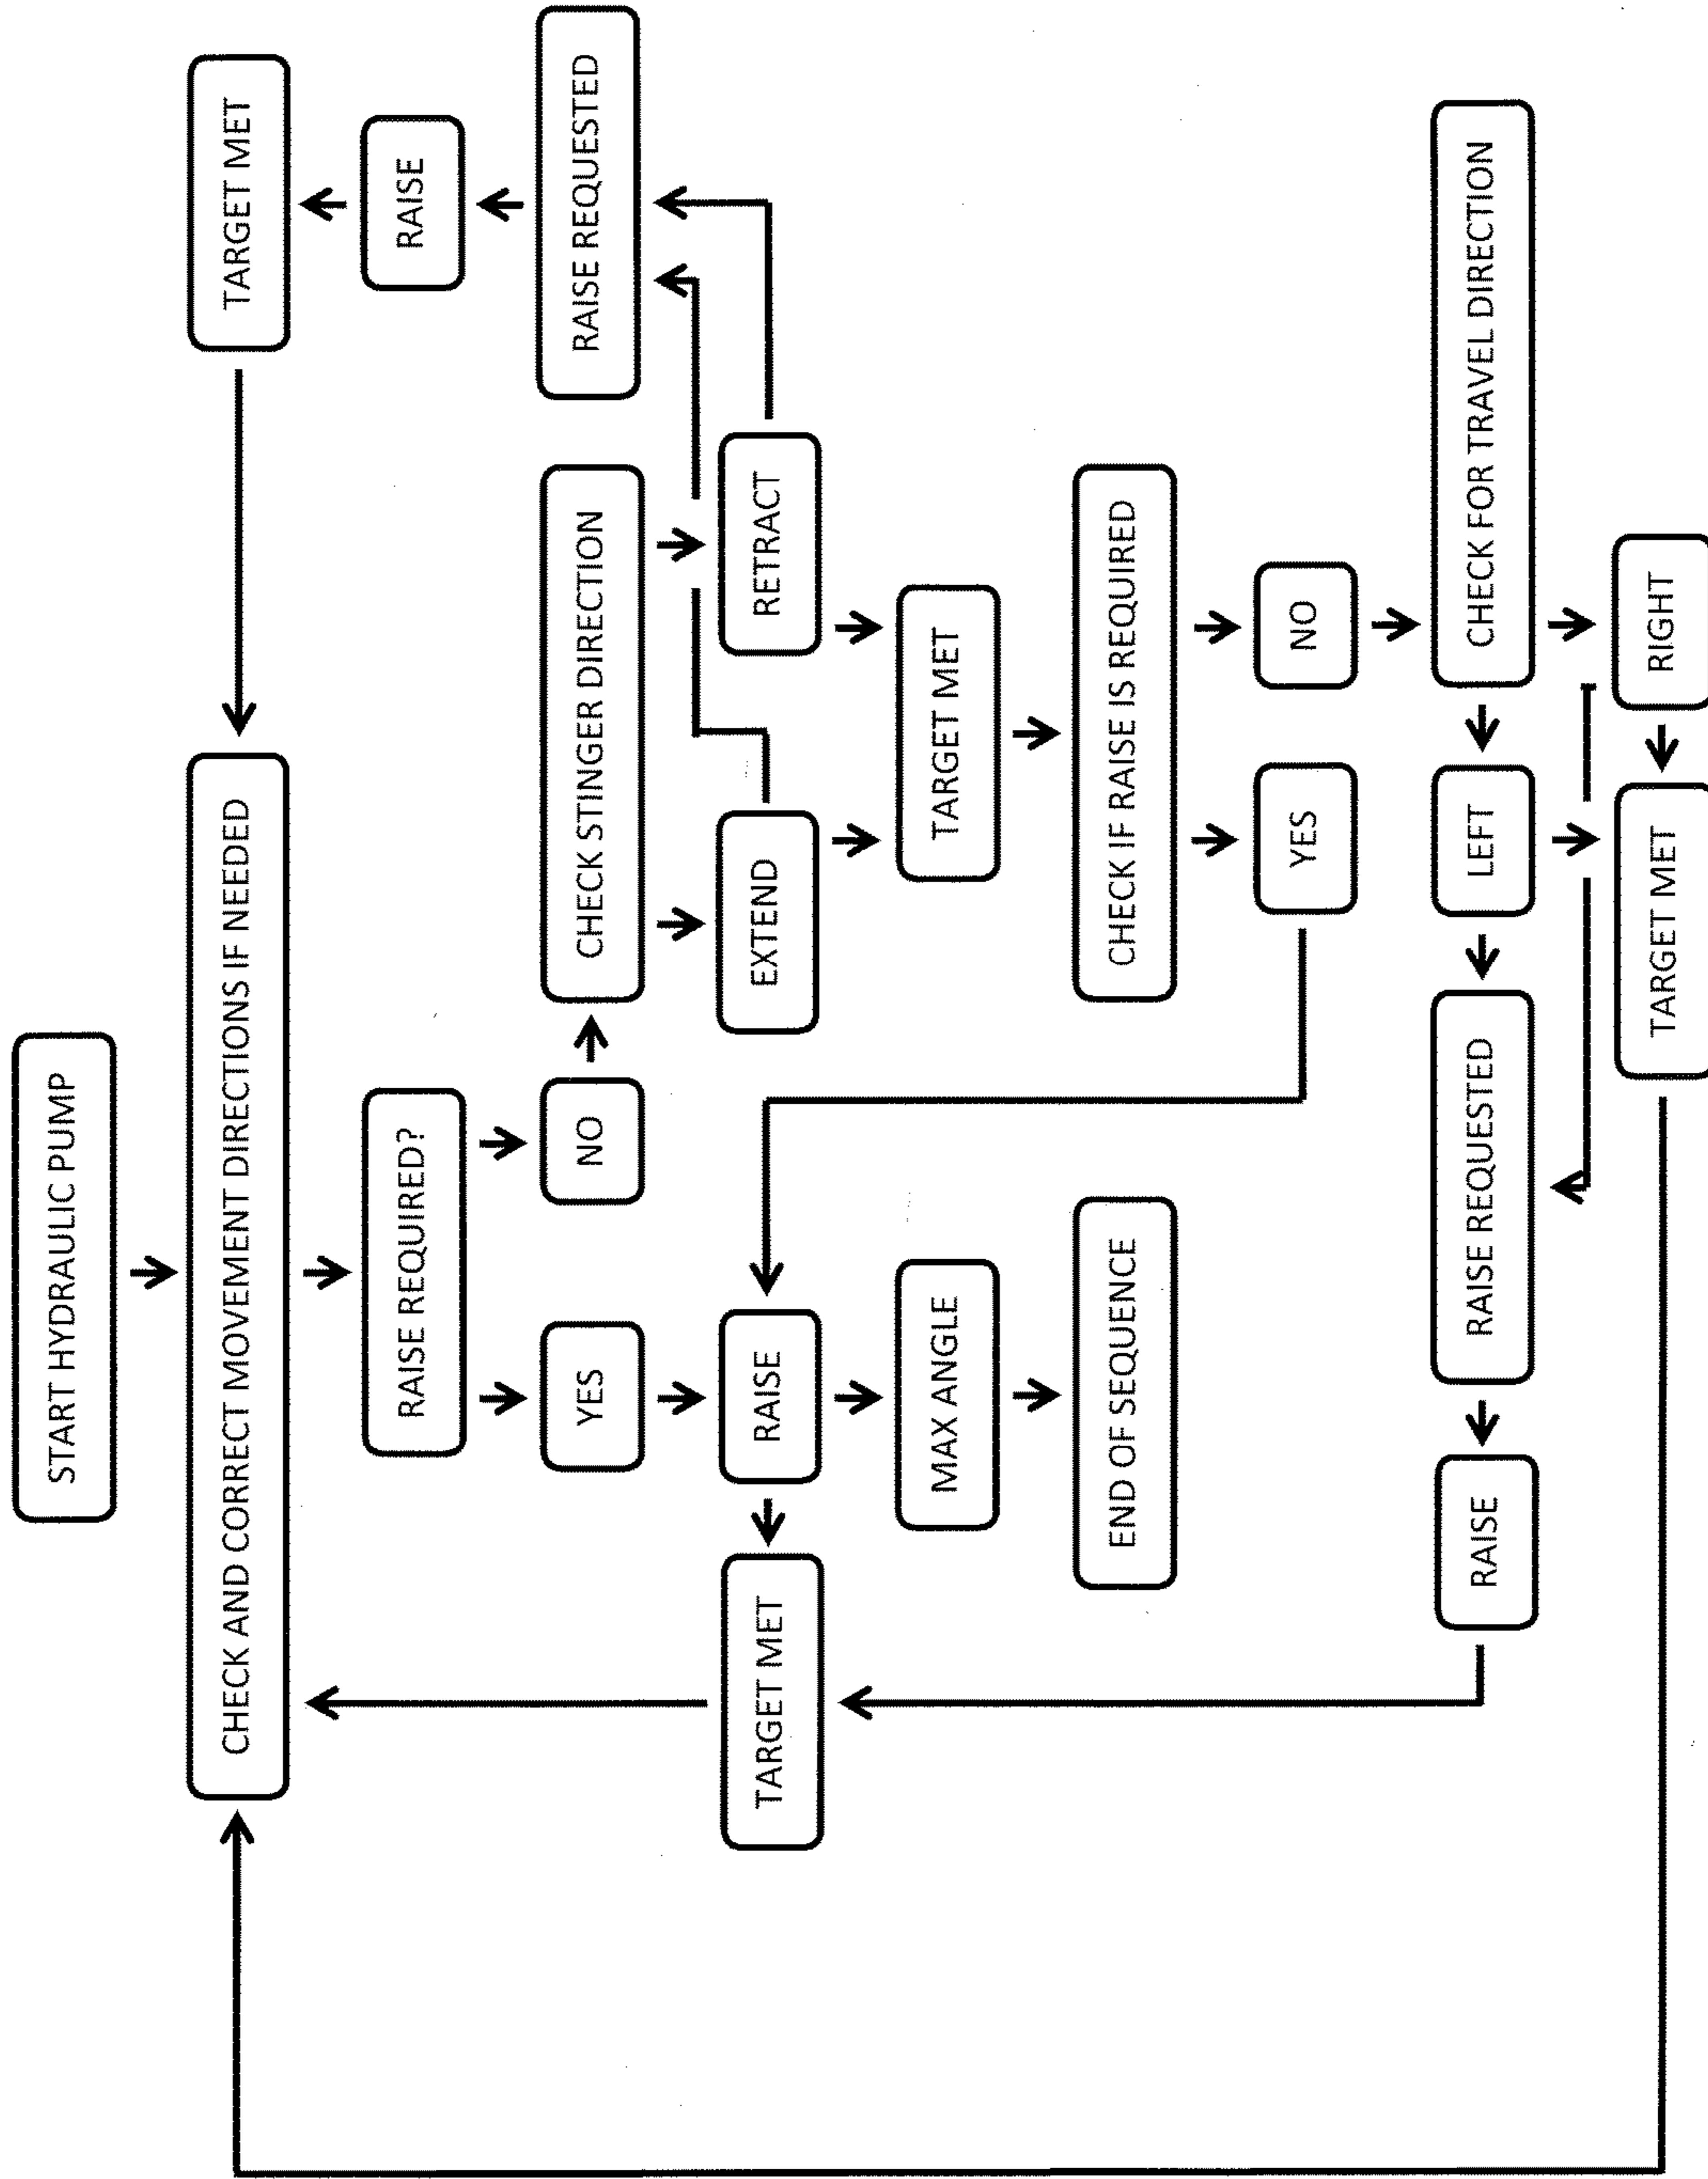 START HYDRAULIC PUMP
CHECK AND CORRECT MOVEMENT DIRECTIONS IF NEEDED
TARGET MET
RAISE REQUIRED?
RAISE
YES
NO
CHECK STINGER DIRECTION
RAISE REQUESTED
TARGET MET
RAISE
EXTEND
RETRACT
MAX ANGLE
TARGET MET
END OF SEQUENCE
CHECK IF RAISE IS REQUIRED
YES
NO
RAISE
RAISE REQUESTED
LEFT
CHECK FOR TRAVEL DIRECTION
TARGET MET
RIGHT